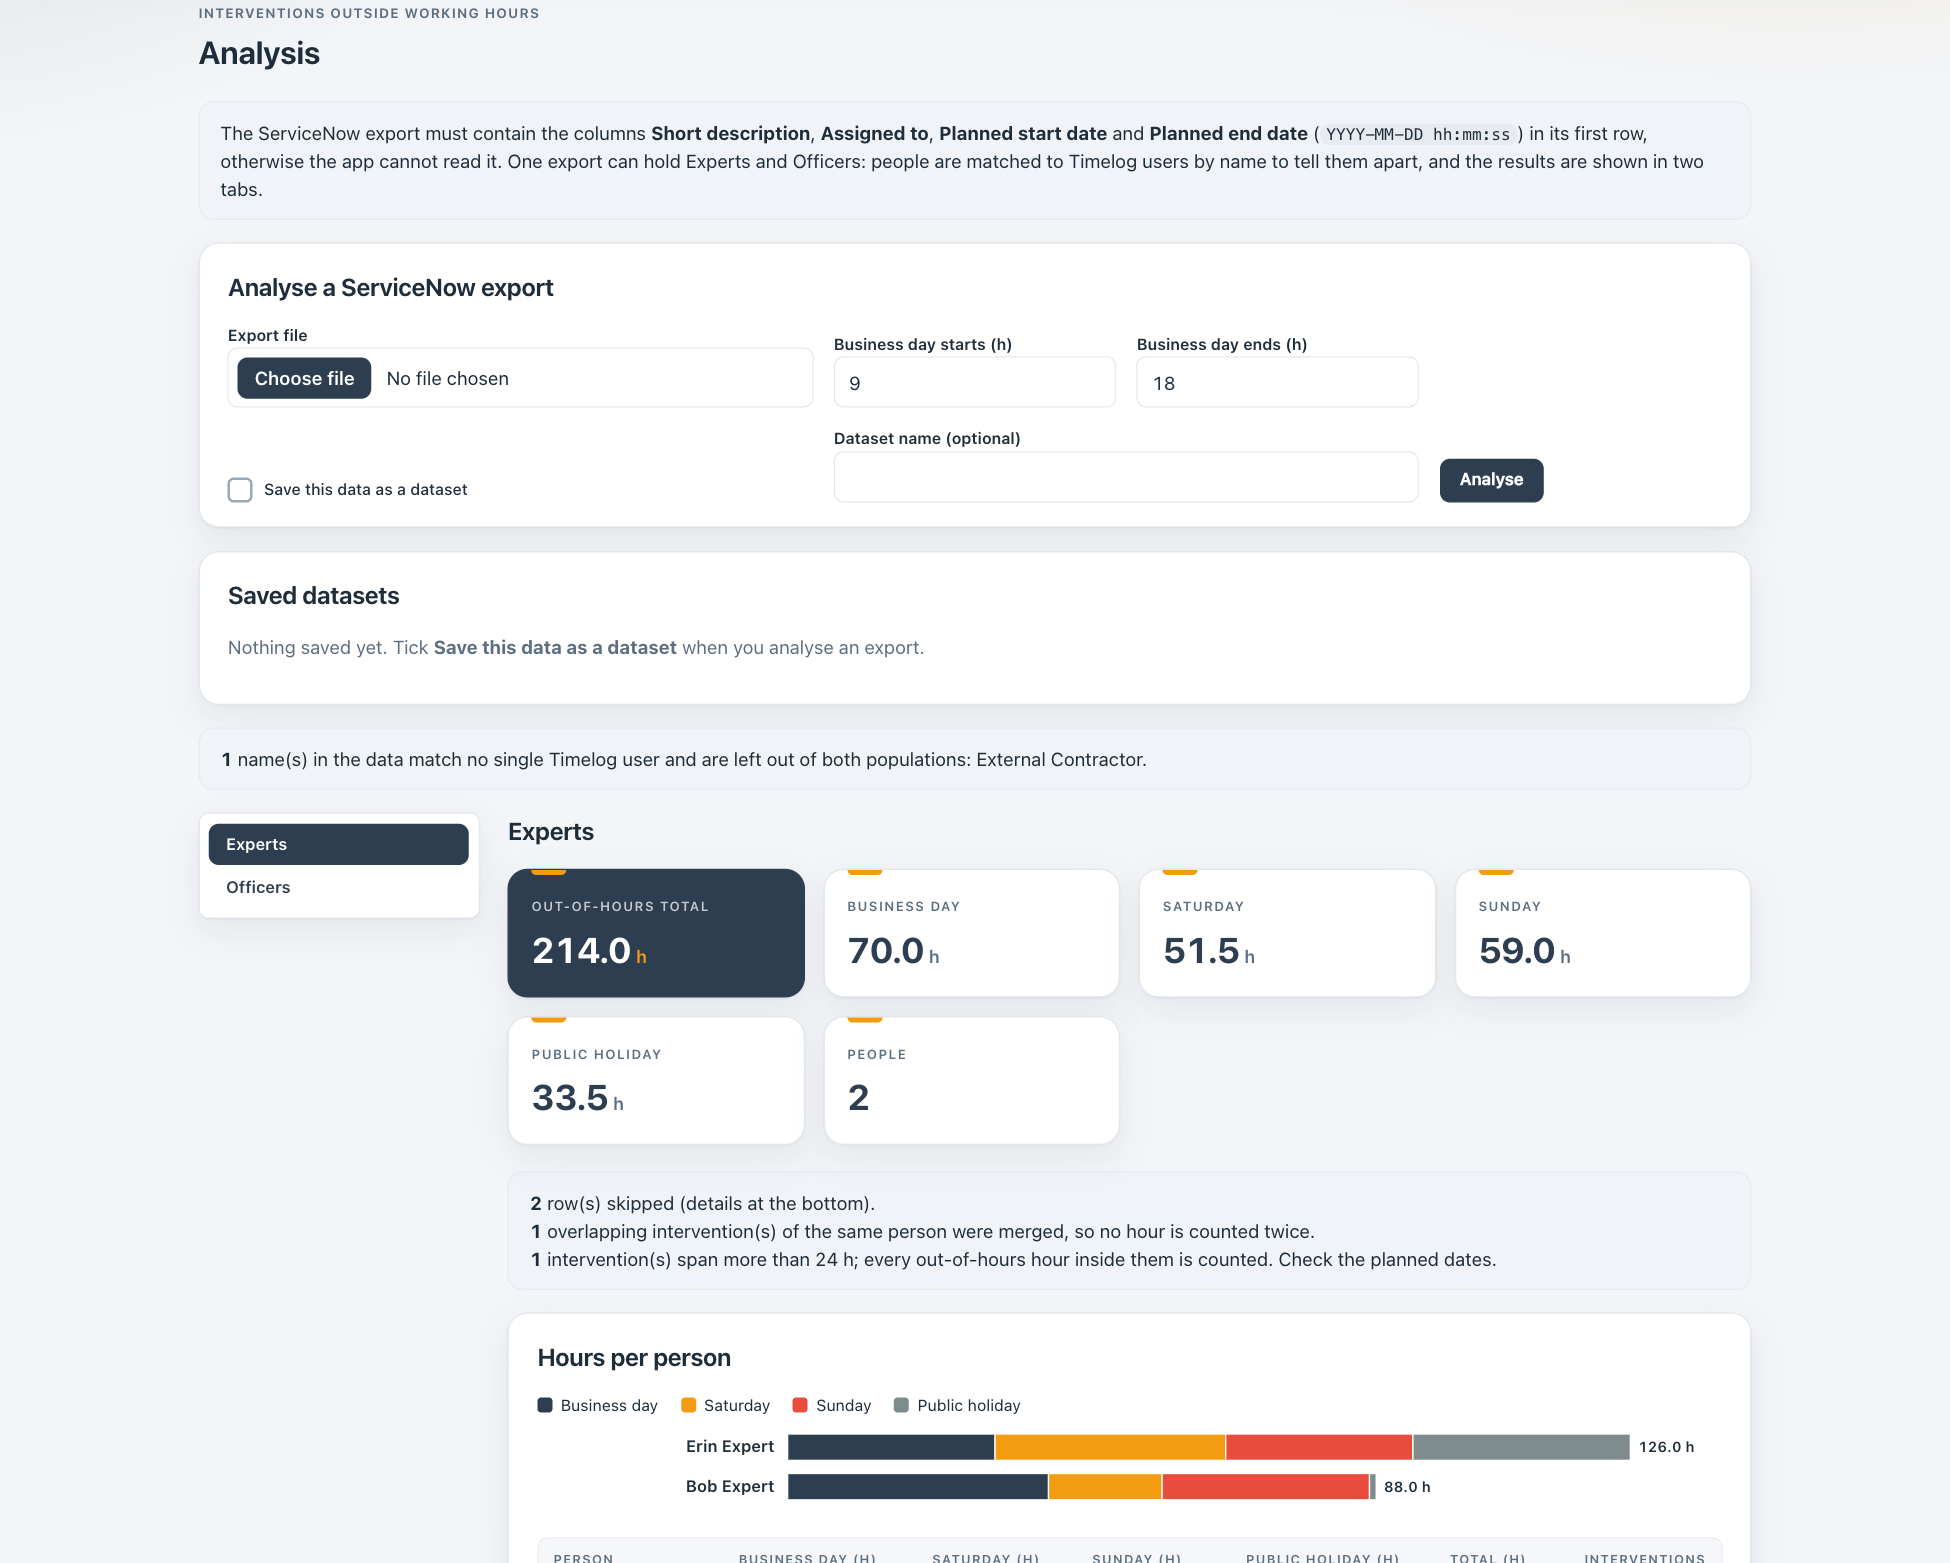 INTERVENTIONS OUTSIDE WORKING HOURS
Analysis
The ServiceNow export must contain the columns Short description, Assigned to, Planned start date and Planned end date ( YYYY-MM-DD hh:mm:ss ) in its first row,
otherwise the app cannot read it. One export can hold Experts and Officers: people are matched to Timelog users by name to tell them apart, and the results are shown in two
tabs.
Analyse a ServiceNow export
Export file
Business day starts (h)
Business day ends (h)
Choose file No file chosen
9
18
Dataset name (optional)
Save this data as a dataset
Analyse
Saved datasets
Nothing saved yet. Tick Save this data as a dataset when you analyse an export.
1 name(s) in the data match no single Timelog user and are left out of both populations: External Contractor.
Experts
Officers
Experts
OUT-OF-HOURS TOTAL
214.0 h
BUSINESS DAY
70.0 h
SATURDAY
51.5 h
SUNDAY
59.0 h
PUBLIC HOLIDAY
33.5 h
PEOPLE
2
2 row(s) skipped (details at the bottom).
1 overlapping intervention(s) of the same person were merged, so no hour is counted twice.
1 intervention(s) span more than 24 h; every out-of-hours hour inside them is counted. Check the planned dates.
Hours per person
Business day Saturday Sunday Public holiday
Erin Expert 126.0 h
Bob Expert 88.0 h
PERSON BUSINESS DAY (H) SATURDAY (H) SUNDAY (H) PUBLIC HOLIDAY (H) TOTAL (H) INTERVENTIONS